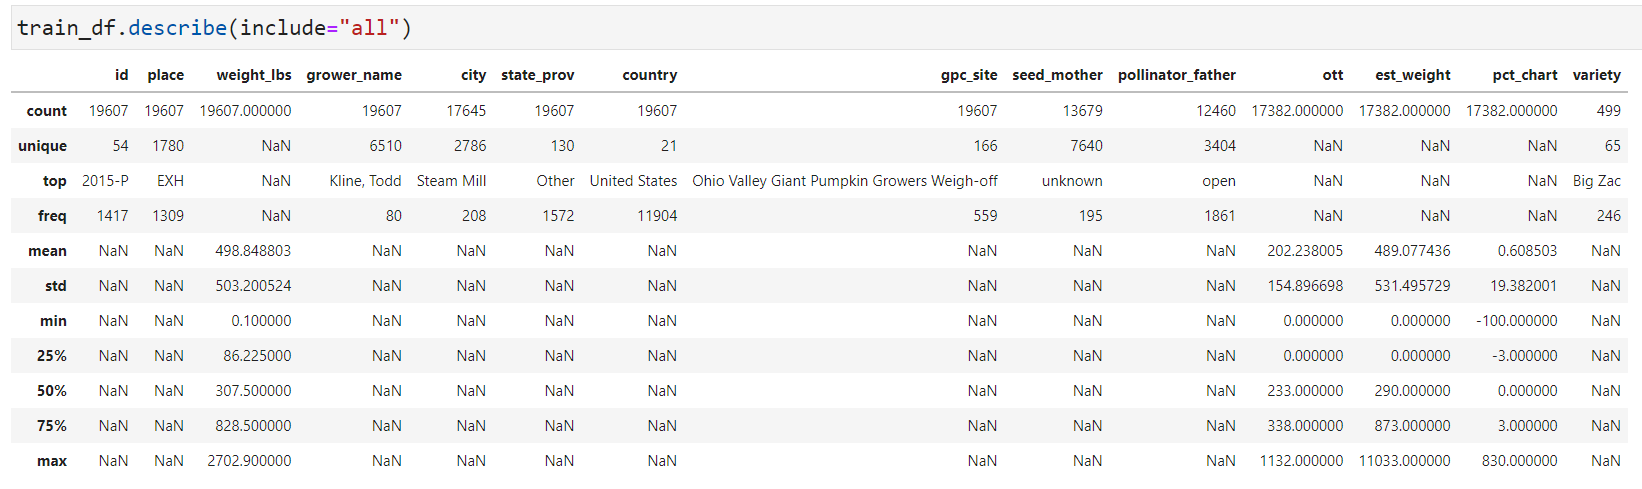 train_df.describe(include="all")
id place weight_lbs grower_name city state_prov country gpc_site seed_mother pollinator_father ott est_weight pct_chart variety
count 19607 19607 19607.000000 19607 17645 19607 19607 19607 13679 12460 17382.000000 17382.000000 17382.000000 499
unique 54 1780 NaN 6510 2786 130 21 166 7640 3404 NaN NaN NaN 65
top 2015-P EXH NaN Kline, Todd Steam Mill Other United States Ohio Valley Giant Pumpkin Growers Weigh-off unknown open NaN NaN NaN Big Zac
freq 1417 1309 NaN 80 208 1572 11904 559 195 1861 NaN NaN NaN 246
mean NaN NaN 498.848803 NaN NaN NaN NaN NaN NaN NaN 202.238005 489.077436 0.608503 NaN
std NaN NaN 503.200524 NaN NaN NaN NaN NaN NaN NaN 154.896698 531.495729 19.382001 NaN
min NaN NaN 0.100000 NaN NaN NaN NaN NaN NaN NaN 0.000000 0.000000 -100.000000 NaN
25% NaN NaN 86.225000 NaN NaN NaN NaN NaN NaN NaN 0.000000 0.000000 -3.000000 NaN
50% NaN NaN 307.500000 NaN NaN NaN NaN NaN NaN NaN 233.000000 290.000000 0.000000 NaN
75% NaN NaN 828.500000 NaN NaN NaN NaN NaN NaN NaN 338.000000 873.000000 3.000000 NaN
max NaN NaN 2702.900000 NaN NaN NaN NaN NaN NaN NaN 1132.000000 11033.000000 830.000000 NaN